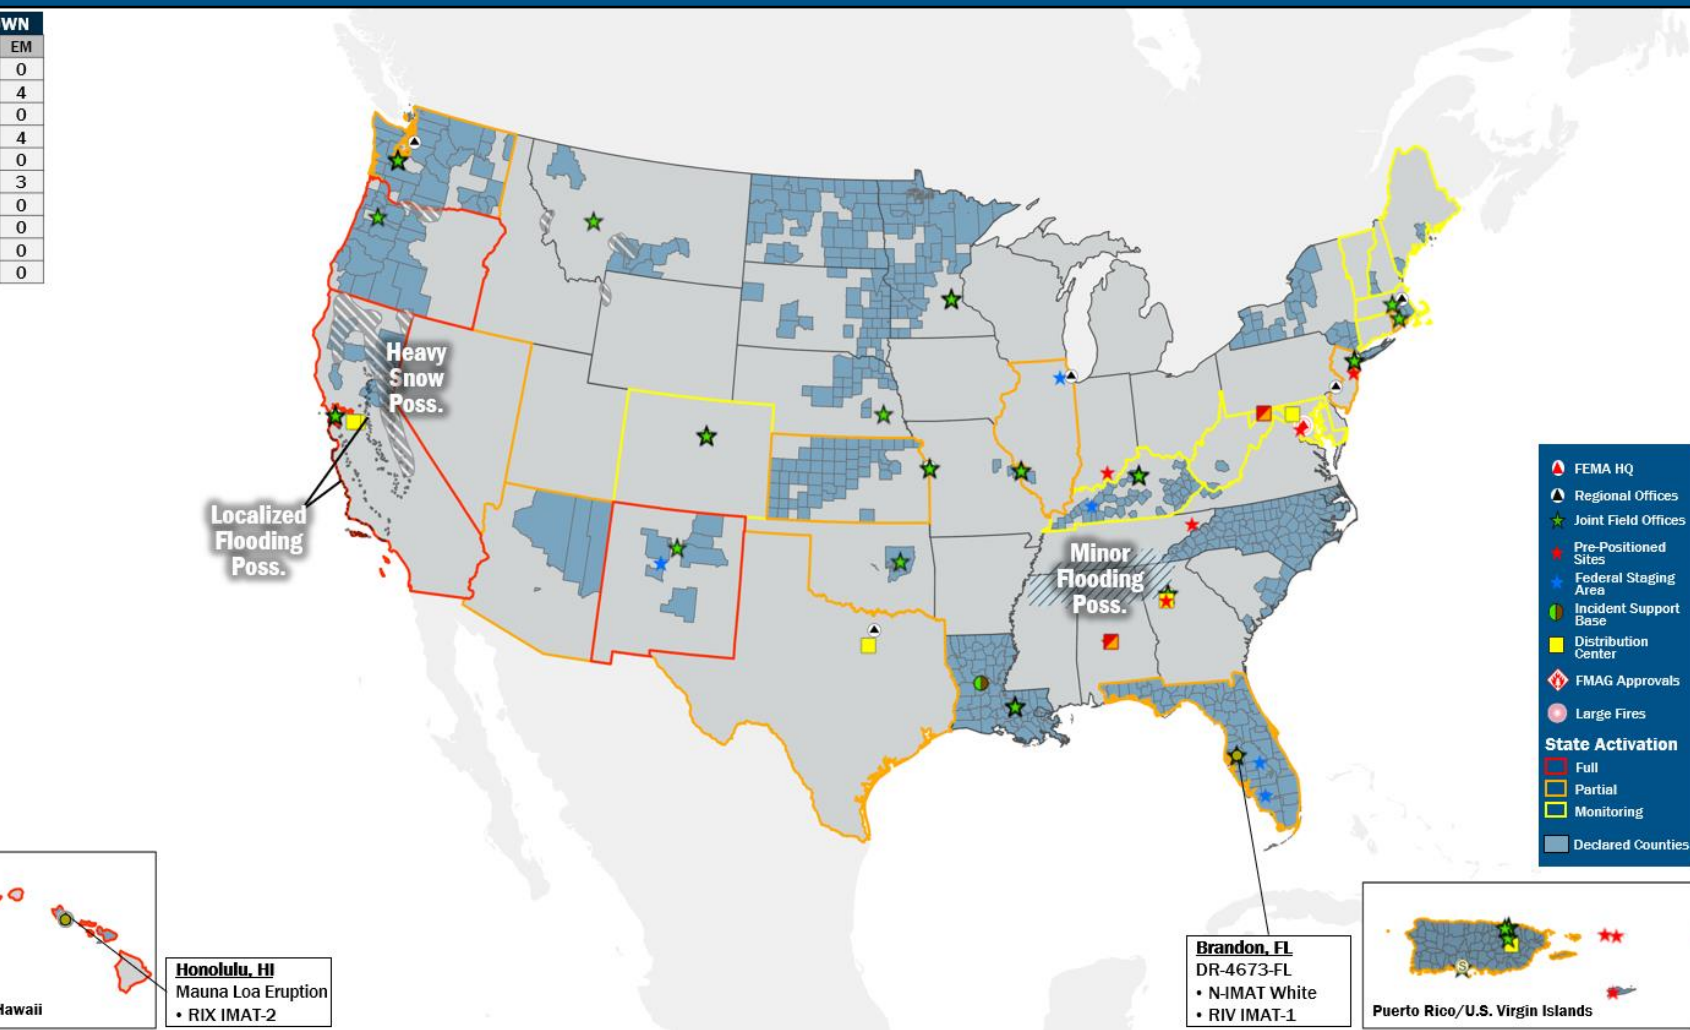 WN
EM
0
4
0
4
0
3
0
0
0
0
Heavy
Snow
Poss.
Localized
Flooding
Poss.
Minor
Flooding
Poss.
FEMA HQ
Regional Offices
Joint Field Offices
Pre-Positioned
Sites
Federal Staging
Area
Incident Support
Base
Distribution
Center
FMAG Approvals
Large Fires
State Activation
Full
Partial
Monitoring
Declared Counties
Hawaii
Honolulu, HI
Mauna Loa Eruption
• RIX IMAT-2
Brandon, FL
DR-4673-FL
• N-IMAT White
• RIV IMAT-1
S
Puerto Rico/U.S. Virgin Islands